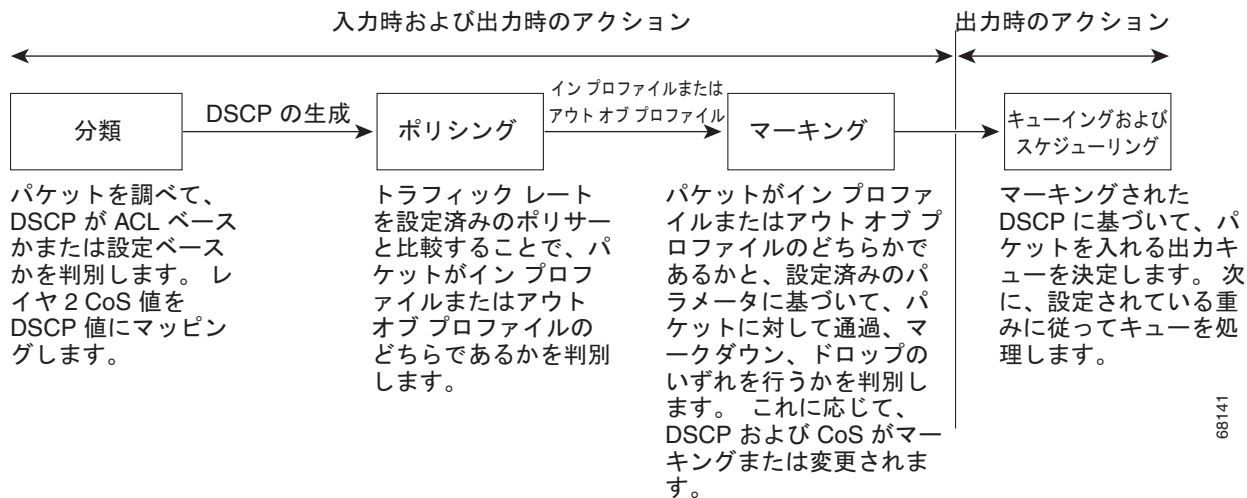 入力時および出力時のアクション
出力時のアクション
分類
DSCP の生成
ポリシング
イン プロファイルまたは
アウト オブ プロファイル
マーキング
キューイングおよび
スケジューリング
パケットを調べて、
DSCP が ACL ベース
かまたは設定ベース
かを判別します。 レ
イヤ 2 CoS 値を
DSCP 値にマッピン
グします。
トラフィック レート
を設定済みのポリサー
と比較することで、パ
ケットがイン プロフ
ァイルまたはアウト
オブ プロファイルの
どちらであるかを判別
します。
パケットがイン プロファ
イルまたはアウト オブ プ
ロファイルのどちらかで
あるかと、設定済みのパ
ラメータに基づいて、パ
ケットに対して通過、マ
ークダウン、ドロップの
いずれを行うかを判別し
ます。 これに応じて、
DSCP および CoS がマー
キングまたは変更されま
す。
マーキングされた
DSCP に基づいて、パ
ケットを入れる出力キ
ューを決定します。 次
に、設定されている重
みに従ってキューを処
理します。
68141